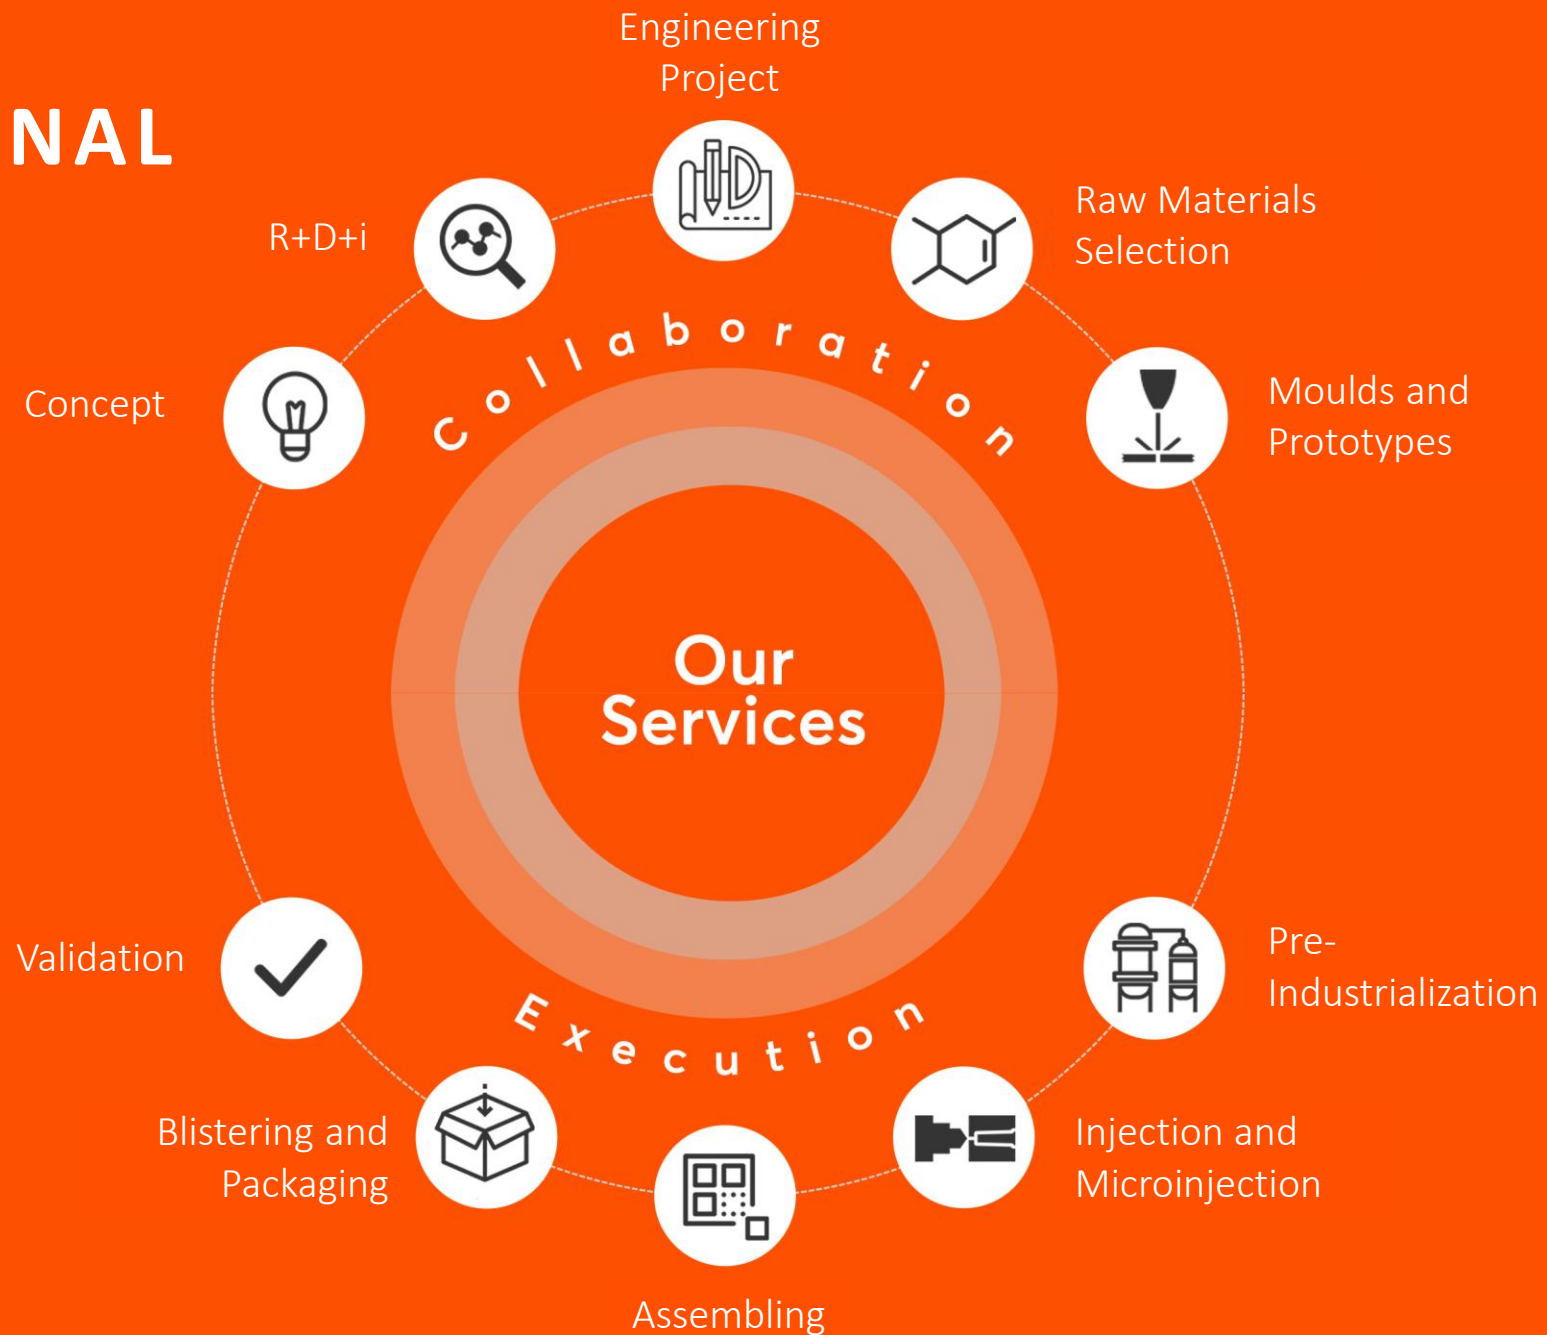 Engineering
Project
NAL
R+D+i
Raw Materials
Selection
Concept
Collaboration
Moulds and
Prototypes
Our
Services
Validation
Execution
Pre-
Industrialization
Blistering and
Packaging
Injection and
Microinjection
Assembling